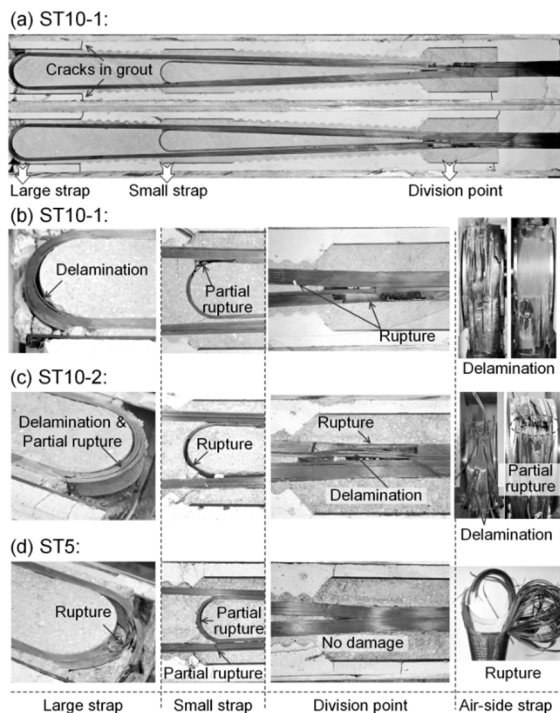 (a) ST10-1:
Cracks in grout
Large strap
Small strap
Division point
(b) ST10-1:
Delamination
Partial
rupture
Rupture
Delamination
(c) ST10-2:
Delamination &
Partial rupture
Rupture
Rupture
Delamination
Partial
rupture
Delamination
(d) ST5:
Rupture
Partial
rupture
Partial rupture
No damage
Rupture
Large strap
Small strap
Division point
Air-side strap